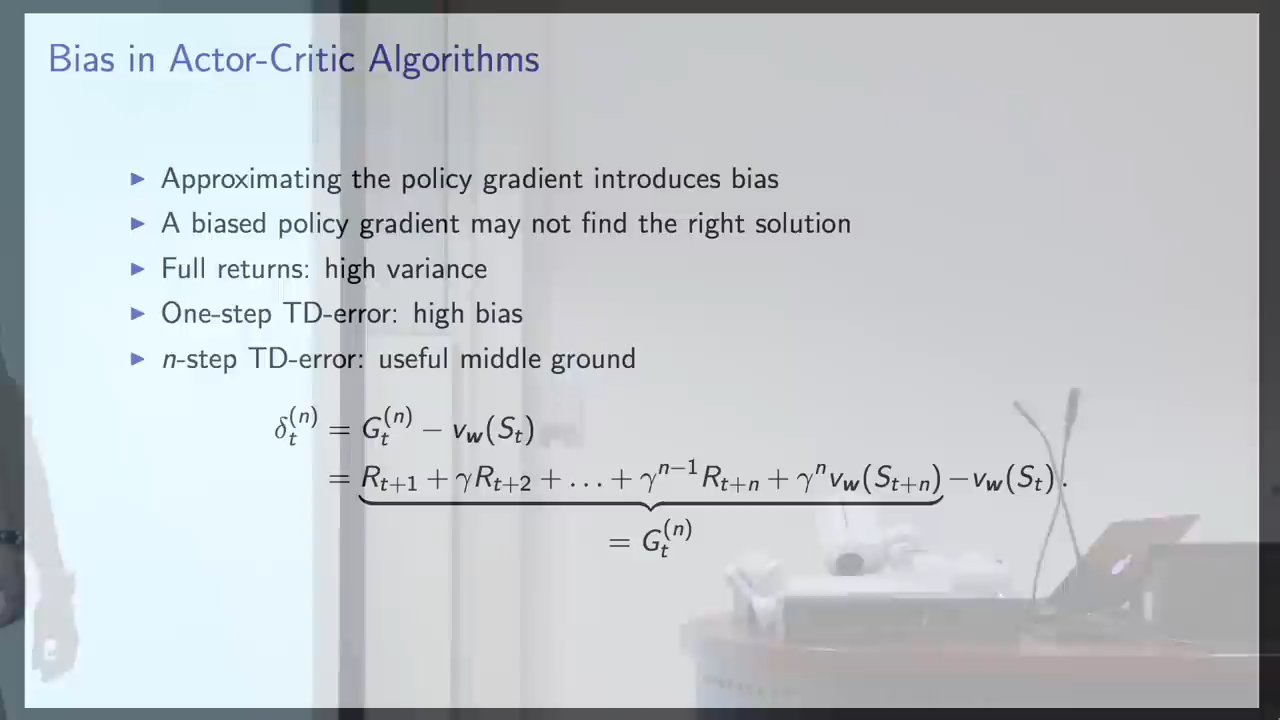 Bias in Actor-Critic Algorithms
▶ Approximating the policy gradient introduces bias
▶ A biased policy gradient may not find the right solution
▶ Full returns: high variance
▶ One-step TD-error: high bias
▶ n-step TD-error: useful middle ground
δ_t^{(n)} = G_t^{(n)} − v_w(S_t)
= R_{t+1} + γR_{t+2} + … + γ^{n−1}R_{t+n} + γ^n v_w(S_{t+n}) − v_w(S_t).
= G_t^{(n)}